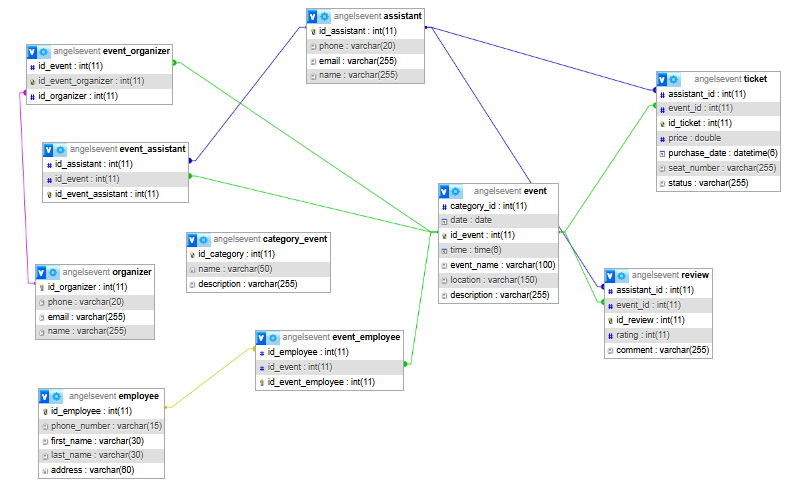 angelsevent assistant
id_assistant : int(11)
phone : varchar(20)
email : varchar(255)
name : varchar(255)
angelsevent event_organizer
id_event : int(11)
id_event_organizer : int(11)
id_organizer : int(11)
angelsevent ticket
assistant_id : int(11)
event_id : int(11)
id_ticket : int(11)
price : double
purchase_date : datetime(6)
seat_number : varchar(255)
status : varchar(255)
angelsevent event_assistant
id_assistant : int(11)
id_event : int(11)
id_event_assistant : int(11)
angelsevent event
category_id : int(11)
date : date
id_event : int(11)
time : time(6)
event_name : varchar(100)
location : varchar(150)
description : varchar(255)
angelsevent category_event
id_category : int(11)
name : varchar(50)
description : varchar(255)
angelsevent organizer
id_organizer : int(11)
phone : varchar(20)
email : varchar(255)
name : varchar(255)
angelsevent review
assistant_id : int(11)
event_id : int(11)
id_review : int(11)
rating : int(11)
comment : varchar(255)
angelsevent event_employee
id_employee : int(11)
id_event : int(11)
id_event_employee : int(11)
angelsevent employee
id_employee : int(11)
phone_number : varchar(15)
first_name : varchar(30)
last_name : varchar(30)
address : varchar(60)